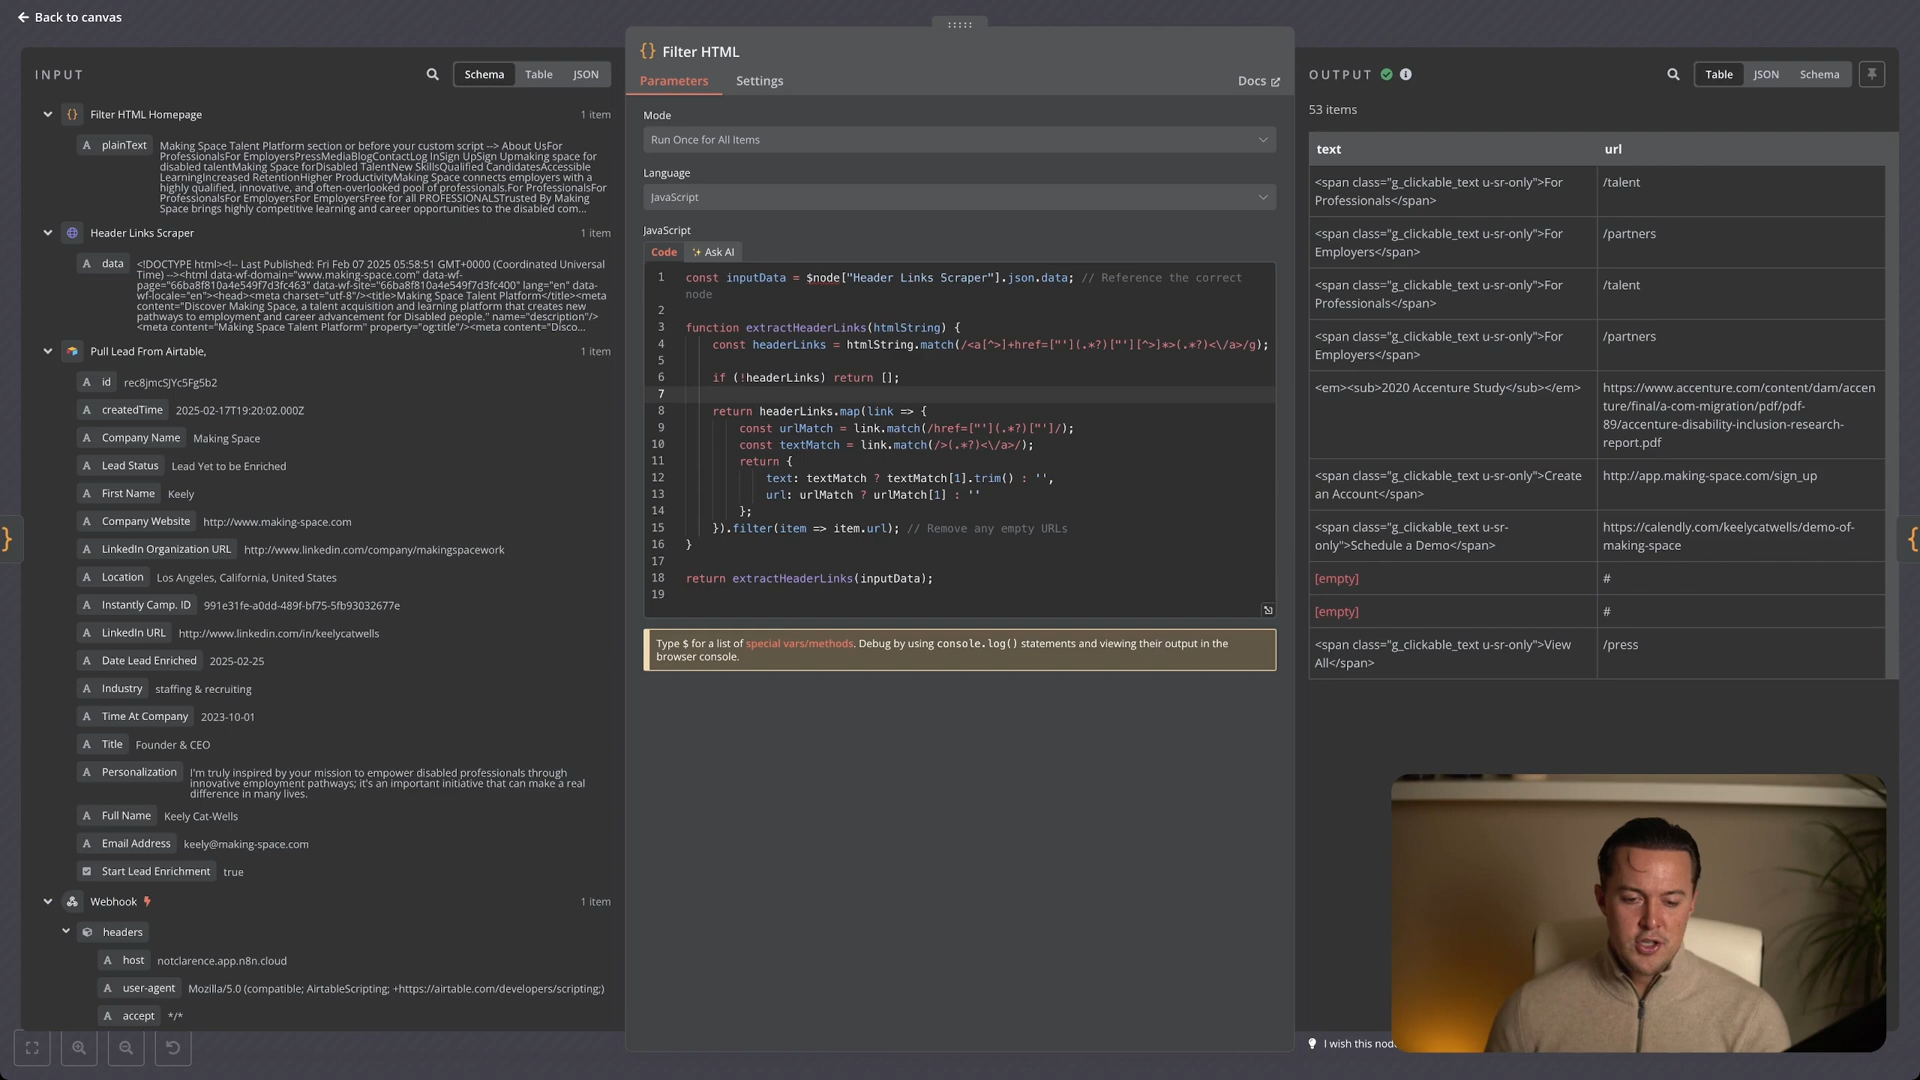 Back to canvas
INPUT
Schema
Table
JSON
Filter HTML Homepage
1 item
A plainText
Making Space Talent Platform section or before your custom script --> About UsFor
ProfessionalsFor EmployersPressMediaBlogContactLog InSign UpSign Upmaking space for
disabled talentMaking Space forDisabled TalentNew SkillsQualified CandidatesAccessible
LearningIncreased RetentionHigher ProductivityMaking Space connects employers with a
highly qualified, innovative, and often-overlooked pool of professionals.For ProfessionalsFor
ProfessionalsFor EmployersFor EmployersFree for all PROFESSIONALSTrusted By Making
Space brings highly competitive learning and career opportunities to the disabled com...
Header Links Scraper
1 item
A data
<!DOCTYPE html><!-- Last Published: Fri Feb 07 2025 05:58:51 GMT+0000 (Coordinated Universal
Time) --><html data-wf-domain="www.making-space.com" data-wf-
page="66ba8f810a4e549f7d3fc463" data-wf-site="66ba8f810a4e549f7d3fc400" lang="en" data-
wf-locale="en"><head><meta charset="utf-8"/><title>Making Space Talent Platform</title><meta
content="Discover Making Space, a talent acquisition and learning platform that creates new
pathways to employment and career advancement for Disabled people." name="description"/>
<meta content="Making Space Talent Platform" property="og:title"/><meta content="Disco...
Pull Lead From Airtable,
1 item
A id rec8jmcSJYc5Fg5b2
A createdTime 2025-02-17T19:20:02.000Z
A Company Name Making Space
A Lead Status Lead Yet to be Enriched
A First Name Keely
A Company Website http://www.making-space.com
A LinkedIn Organization URL http://www.linkedin.com/company/makingspacework
A Location Los Angeles, California, United States
A Instantly Camp. ID 991e31fe-a0dd-489f-bf75-5fb93032677e
A LinkedIn URL http://www.linkedin.com/in/keelycatwells
A Date Lead Enriched 2025-02-25
A Industry staffing & recruiting
A Time At Company 2023-10-01
A Title Founder & CEO
A Personalization
I'm truly inspired by your mission to empower disabled professionals through
innovative employment pathways; it's an important initiative that can make a real
difference in many lives.
A Full Name Keely Cat-Wells
A Email Address keely@making-space.com
Start Lead Enrichment true
Webhook
1 item
headers
A host notclarence.app.n8n.cloud
A user-agent Mozilla/5.0 (compatible; AirtableScripting; +https://airtable.com/developers/scripting;)
A accept */*
{} Filter HTML
Parameters
Settings
Docs
Mode
Run Once for All Items
Language
JavaScript
JavaScript
Code
Ask AI
1 const inputData = $node["Header Links Scraper"].json.data; // Reference the correct
node
2
3 function extractHeaderLinks(htmlString) {
4 const headerLinks = htmlString.match(/<a[^>]+href=["'](.*?)["'][^>]*>(.*?)<\/a>/g);
5
6 if (!headerLinks) return [];
7
8 return headerLinks.map(link => {
9 const urlMatch = link.match(/href=["'](.*?)["']/);
10 const textMatch = link.match(/>(.*?)<\/a>/);
11 return {
12 text: textMatch ? textMatch[1].trim() : '',
13 url: urlMatch ? urlMatch[1] : ''
14 };
15 }).filter(item => item.url); // Remove any empty URLs
16 }
17
18 return extractHeaderLinks(inputData);
19
Type $ for a list of special vars/methods. Debug by using console.log() statements and viewing their output in the
browser console.
OUTPUT
Table
JSON
Schema
53 items
text url
<span class="g_clickable_text u-sr-only">For
Professionals</span>
/talent
<span class="g_clickable_text u-sr-only">For
Employers</span>
/partners
<span class="g_clickable_text u-sr-only">For
Professionals</span>
/talent
<span class="g_clickable_text u-sr-only">For
Employers</span>
/partners
<em><sub>2020 Accenture Study</sub></em>
https://www.accenture.com/content/dam/accen
ture/final/a-com-migration/pdf/pdf-
89/accenture-disability-inclusion-research-
report.pdf
<span class="g_clickable_text u-sr-only">Create
an Account</span>
http://app.making-space.com/sign_up
<span class="g_clickable_text u-sr-
only">Schedule a Demo</span>
https://calendly.com/keelycatwells/demo-of-
making-space
[empty] #
[empty] #
<span class="g_clickable_text u-sr-only">View
All</span>
/press
I wish this node